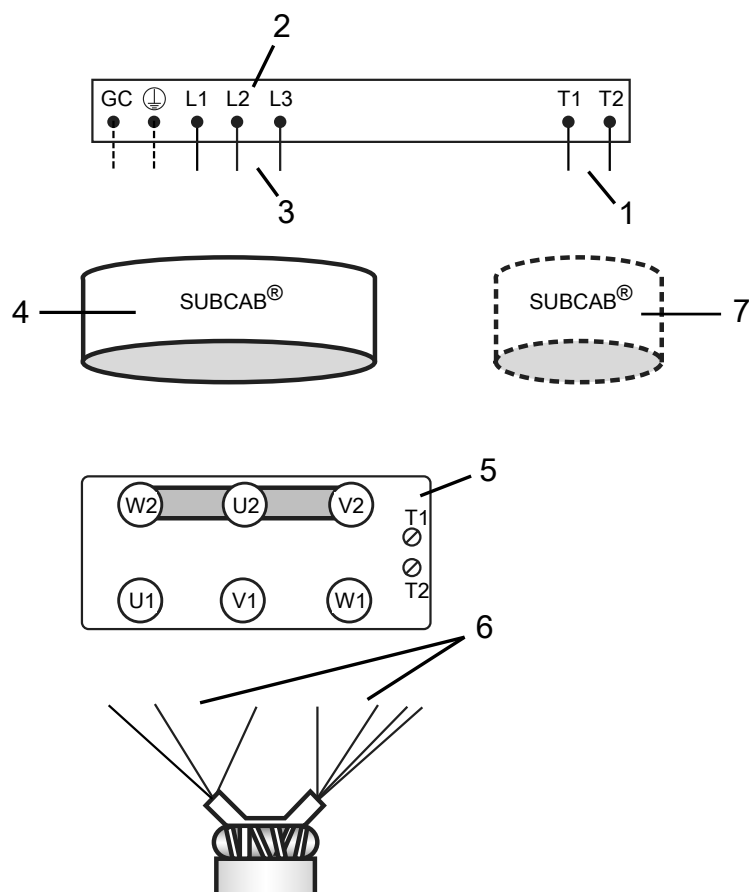 2
GC L1 L2 L3 T1 T2
3 1
4 SUBCAB® SUBCAB® 7
5
W2 U2 V2 T1
U1 V1 W1 T2
6